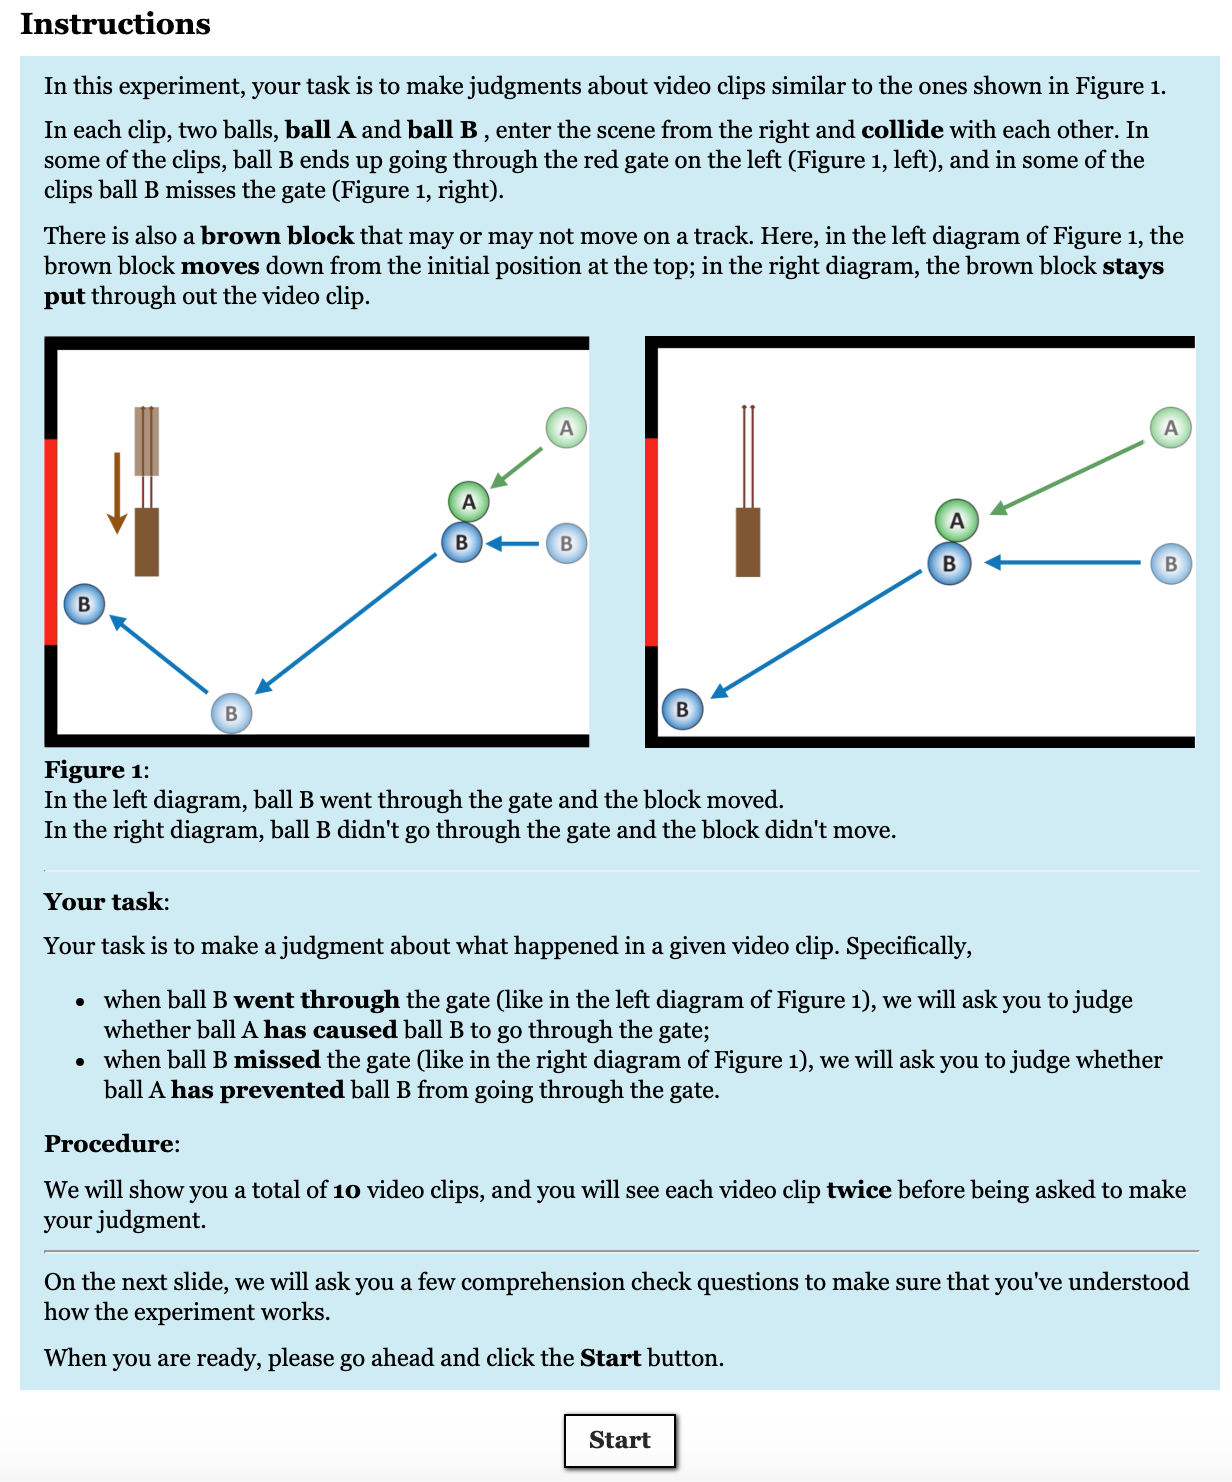 Instructions
In this experiment, your task is to make judgments about video clips similar to the ones shown in Figure 1.
In each clip, two balls, ball A and ball B , enter the scene from the right and collide with each other. In
some of the clips, ball B ends up going through the red gate on the left (Figure 1, left), and in some of the
clips ball B misses the gate (Figure 1, right).
There is also a brown block that may or may not move on a track. Here, in the left diagram of Figure 1, the
brown block moves down from the initial position at the top; in the right diagram, the brown block stays
put through out the video clip.
A
A
B
B
B
B
A
A
B
B
B
Figure 1:
In the left diagram, ball B went through the gate and the block moved.
In the right diagram, ball B didn't go through the gate and the block didn't move.
Your task:
Your task is to make a judgment about what happened in a given video clip. Specifically,
• when ball B went through the gate (like in the left diagram of Figure 1), we will ask you to judge
whether ball A has caused ball B to go through the gate;
• when ball B missed the gate (like in the right diagram of Figure 1), we will ask you to judge whether
ball A has prevented ball B from going through the gate.
Procedure:
We will show you a total of 10 video clips, and you will see each video clip twice before being asked to make
your judgment.
On the next slide, we will ask you a few comprehension check questions to make sure that you've understood
how the experiment works.
When you are ready, please go ahead and click the Start button.
Start